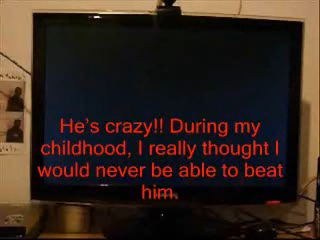 He's crazy!! During my
childhood, I really thought I
would never be able to beat
him.